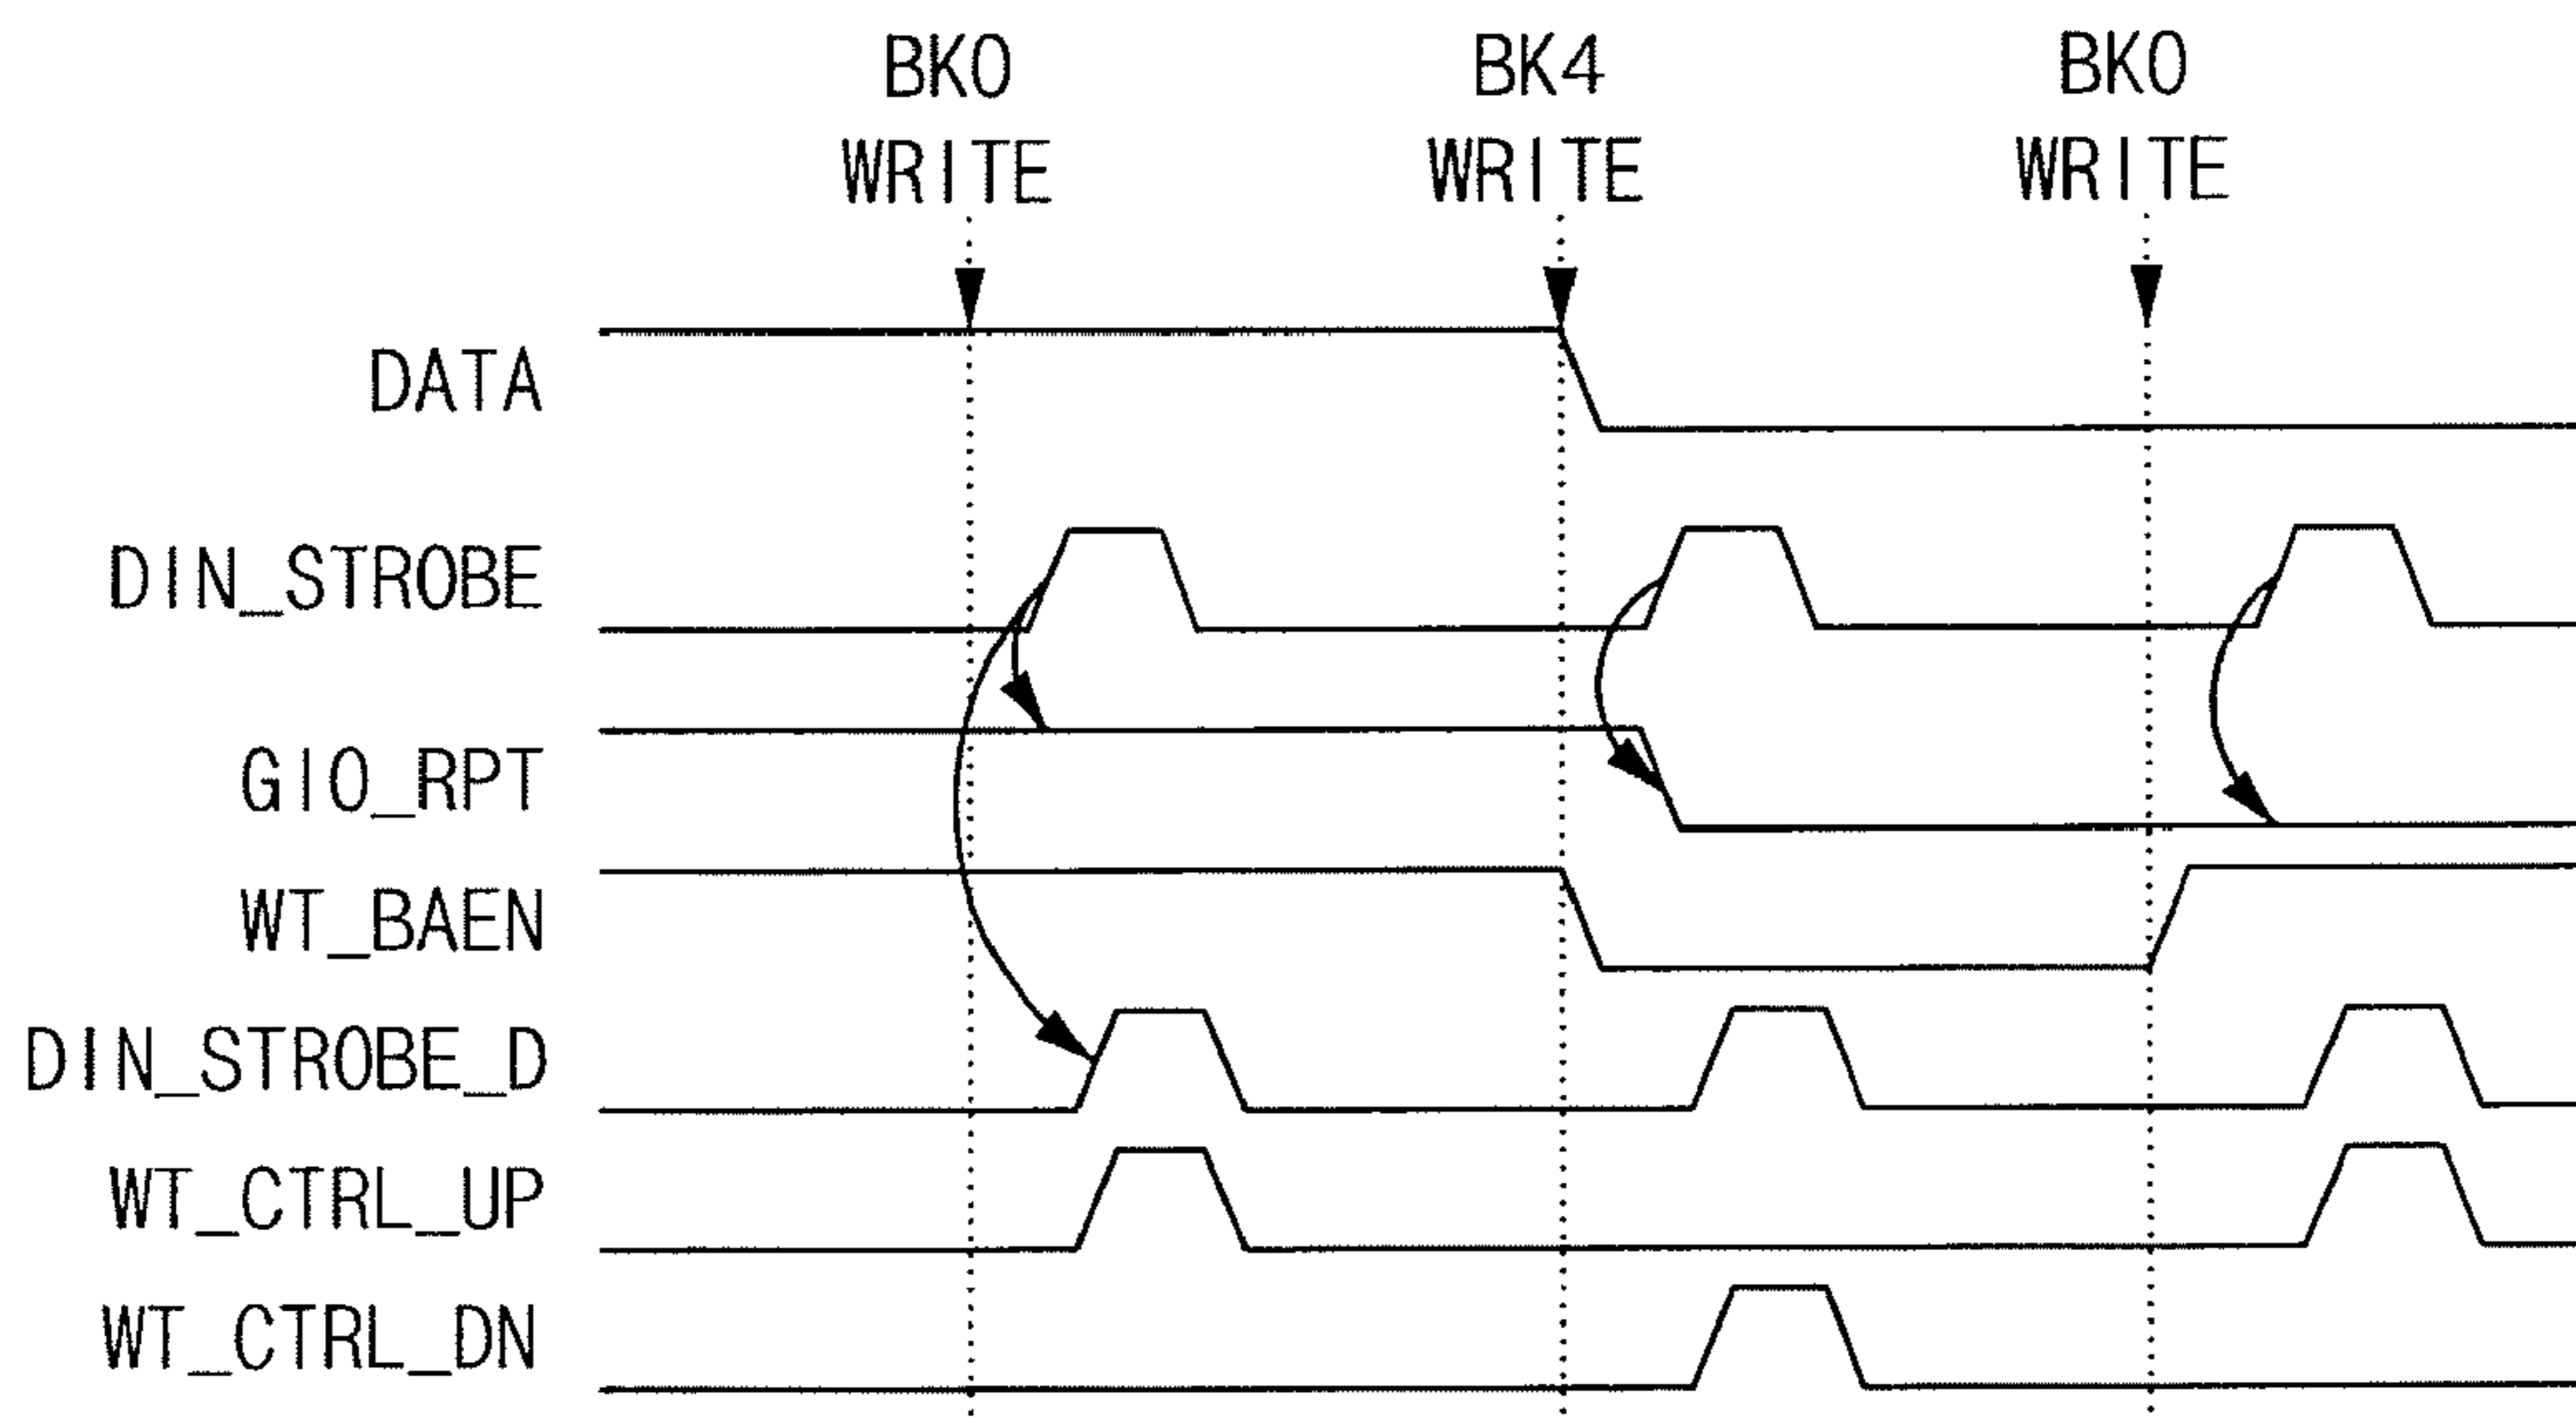 BK0 BK4 BK0
WRITE WRITE WRITE
DATA
DIN_STROBE
GIO_RPT
WT_BAEN
DIN_STROBE_D
WT_CTRL_UP
WT_CTRL_DN